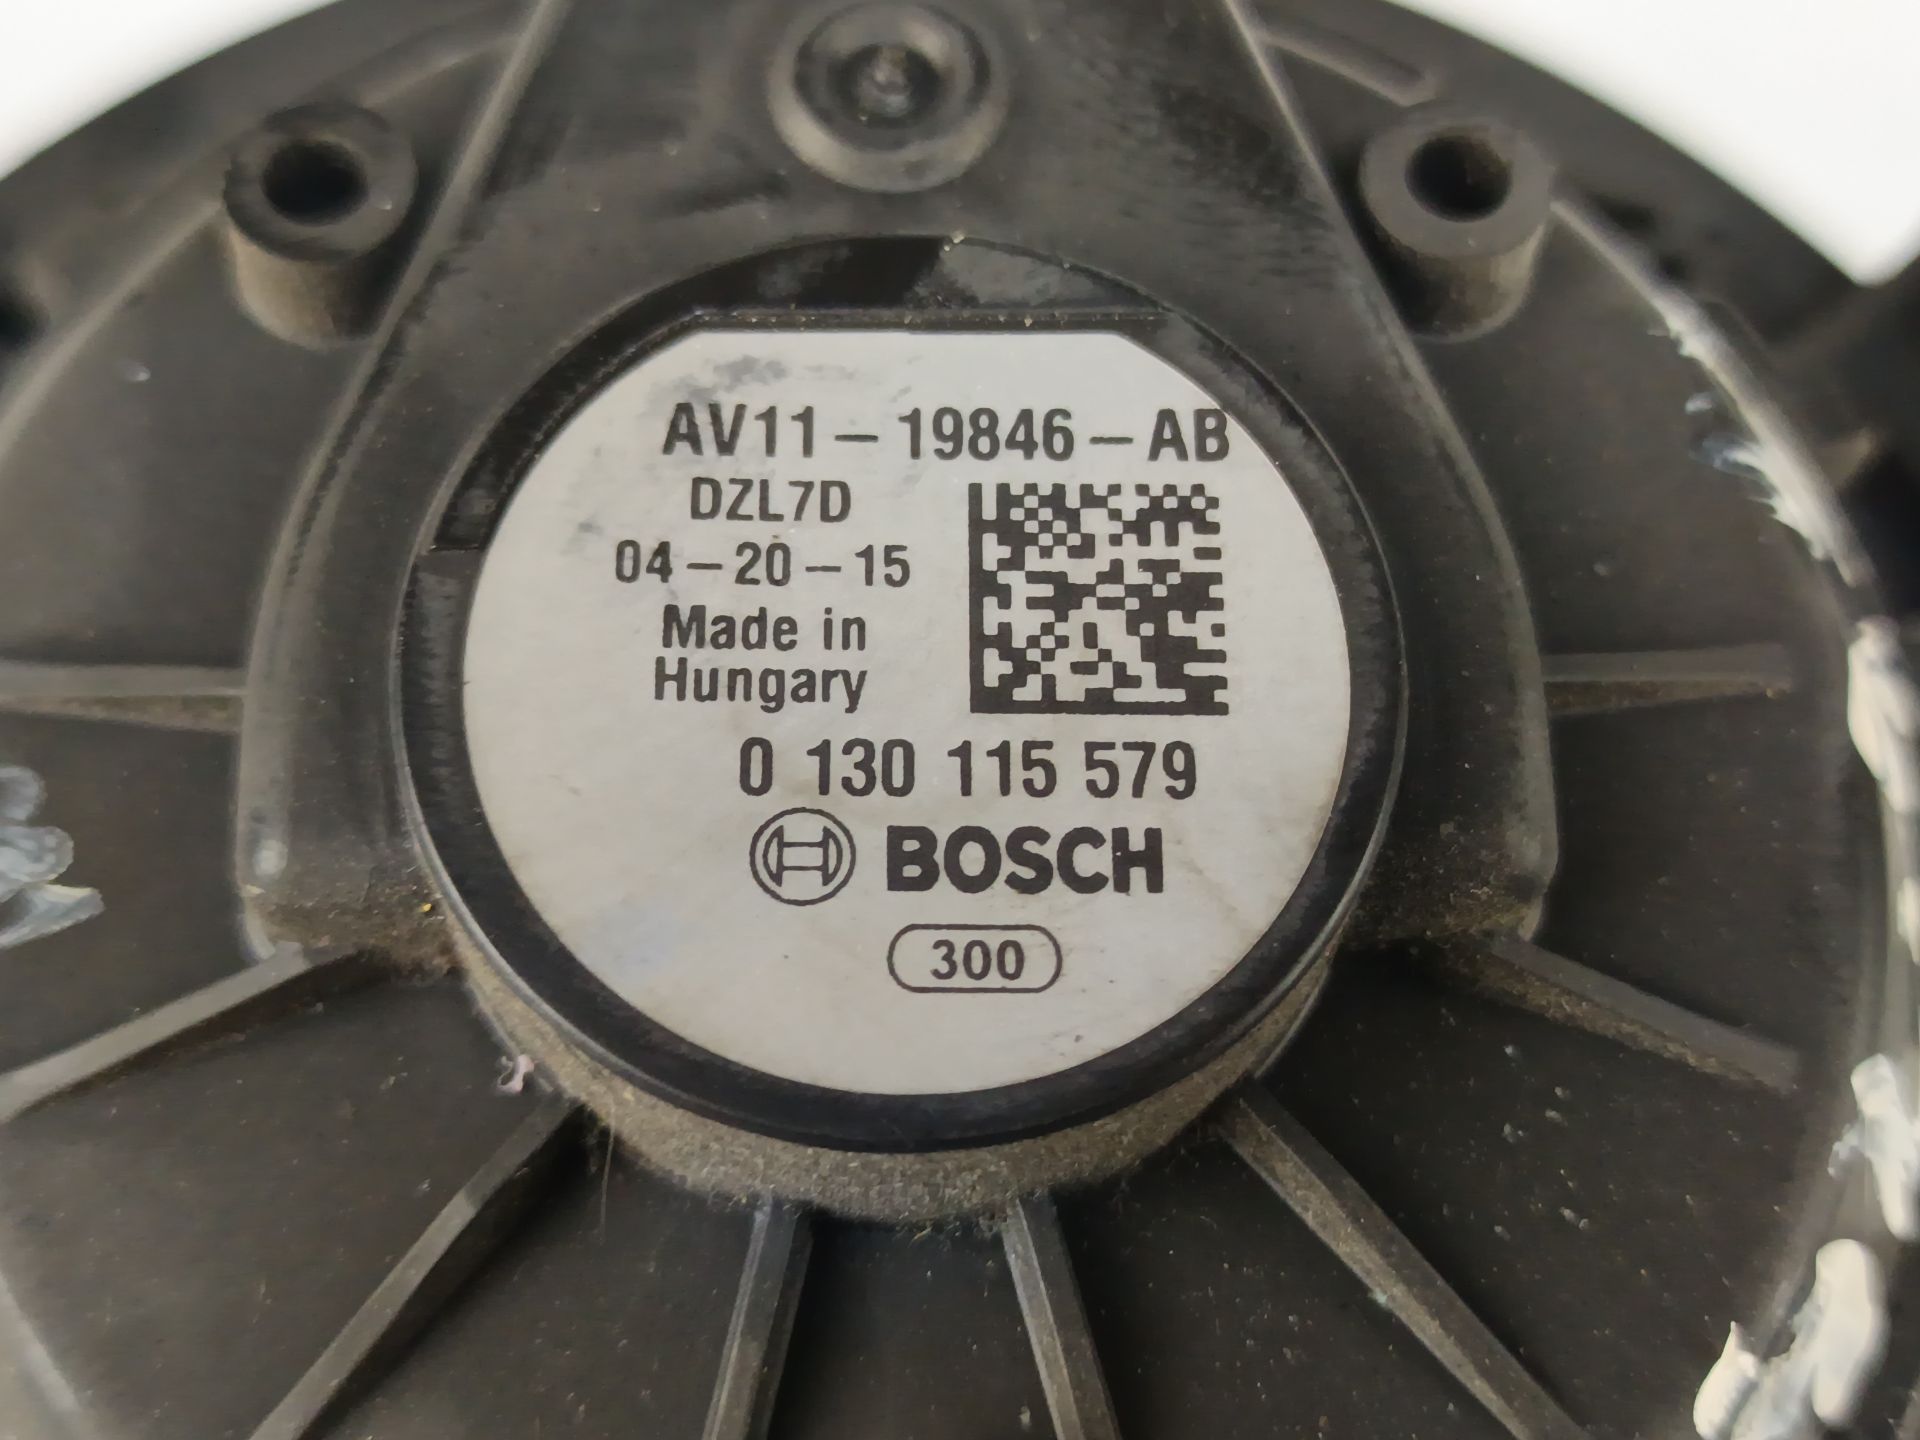 AV11-19846-AB
DZL7D
04-20-15
Made in
Hungary
0 130 115 579
BOSCH
300